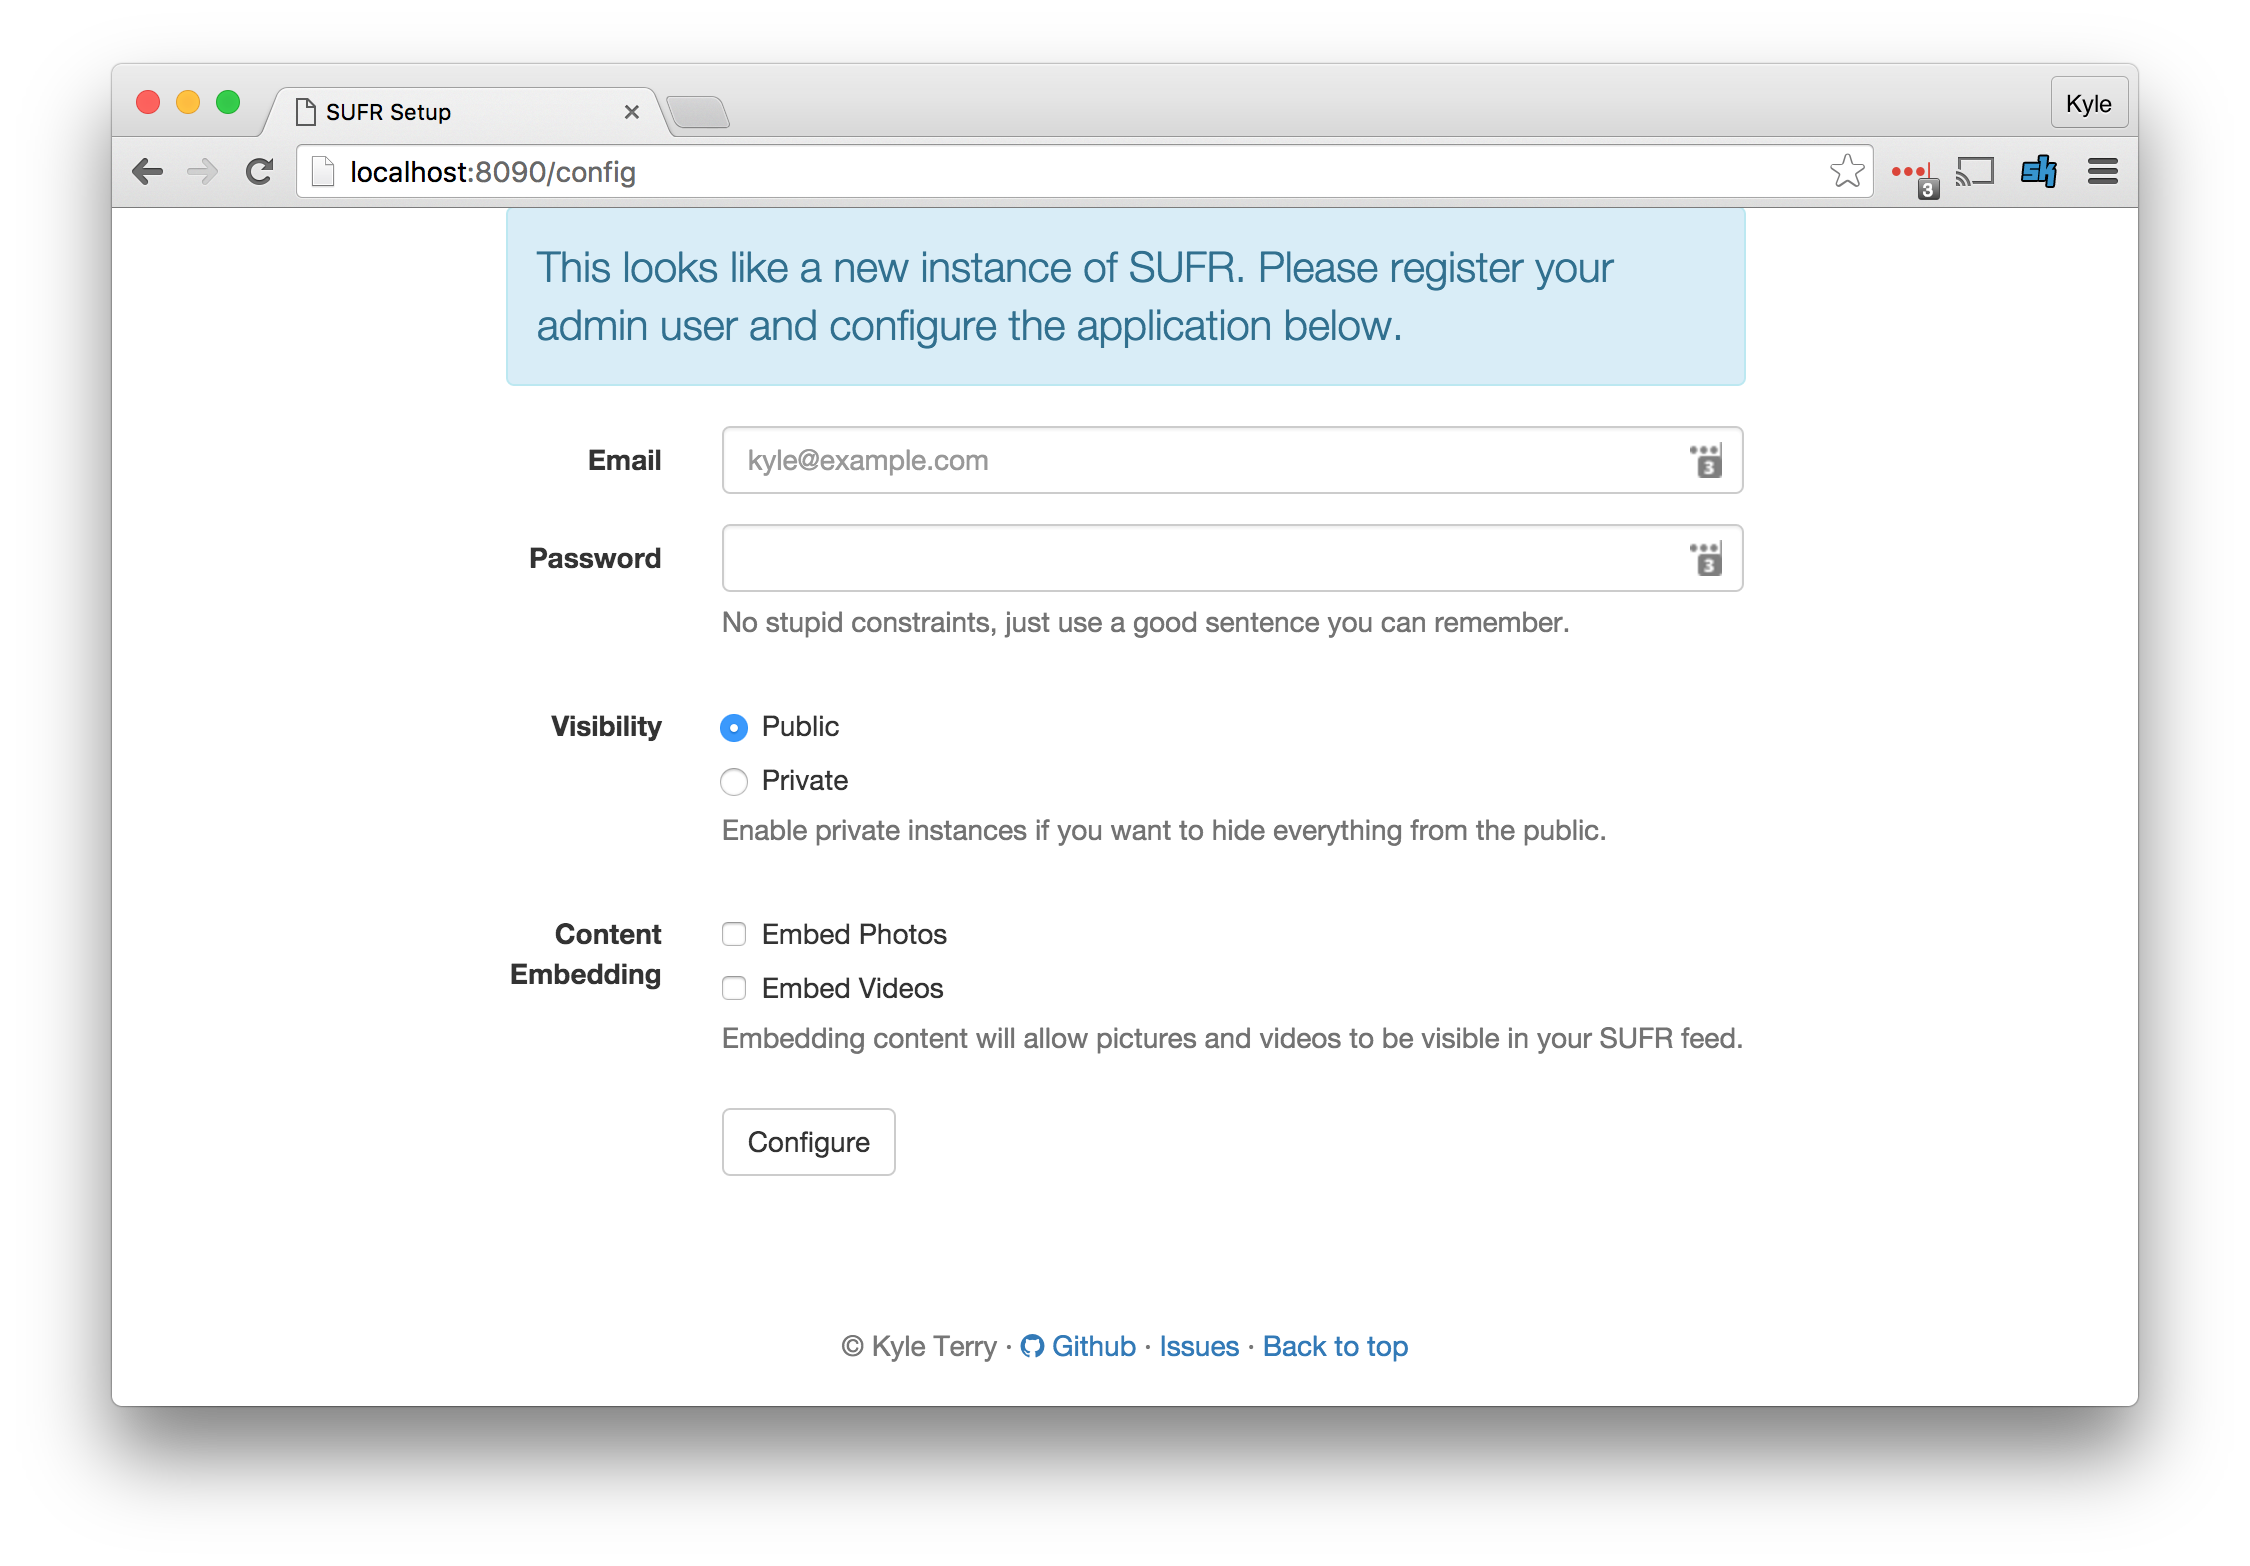 SUFR Setup
Kyle
localhost:8090/config
3
sk
This looks like a new instance of SUFR. Please register your
admin user and configure the application below.
Email
kyle@example.com
3
Password
3
No stupid constraints, just use a good sentence you can remember.
Visibility
Public
Private
Enable private instances if you want to hide everything from the public.
Content
Embedding
Embed Photos
Embed Videos
Embedding content will allow pictures and videos to be visible in your SUFR feed.
Configure
© Kyle Terry · Github · Issues · Back to top